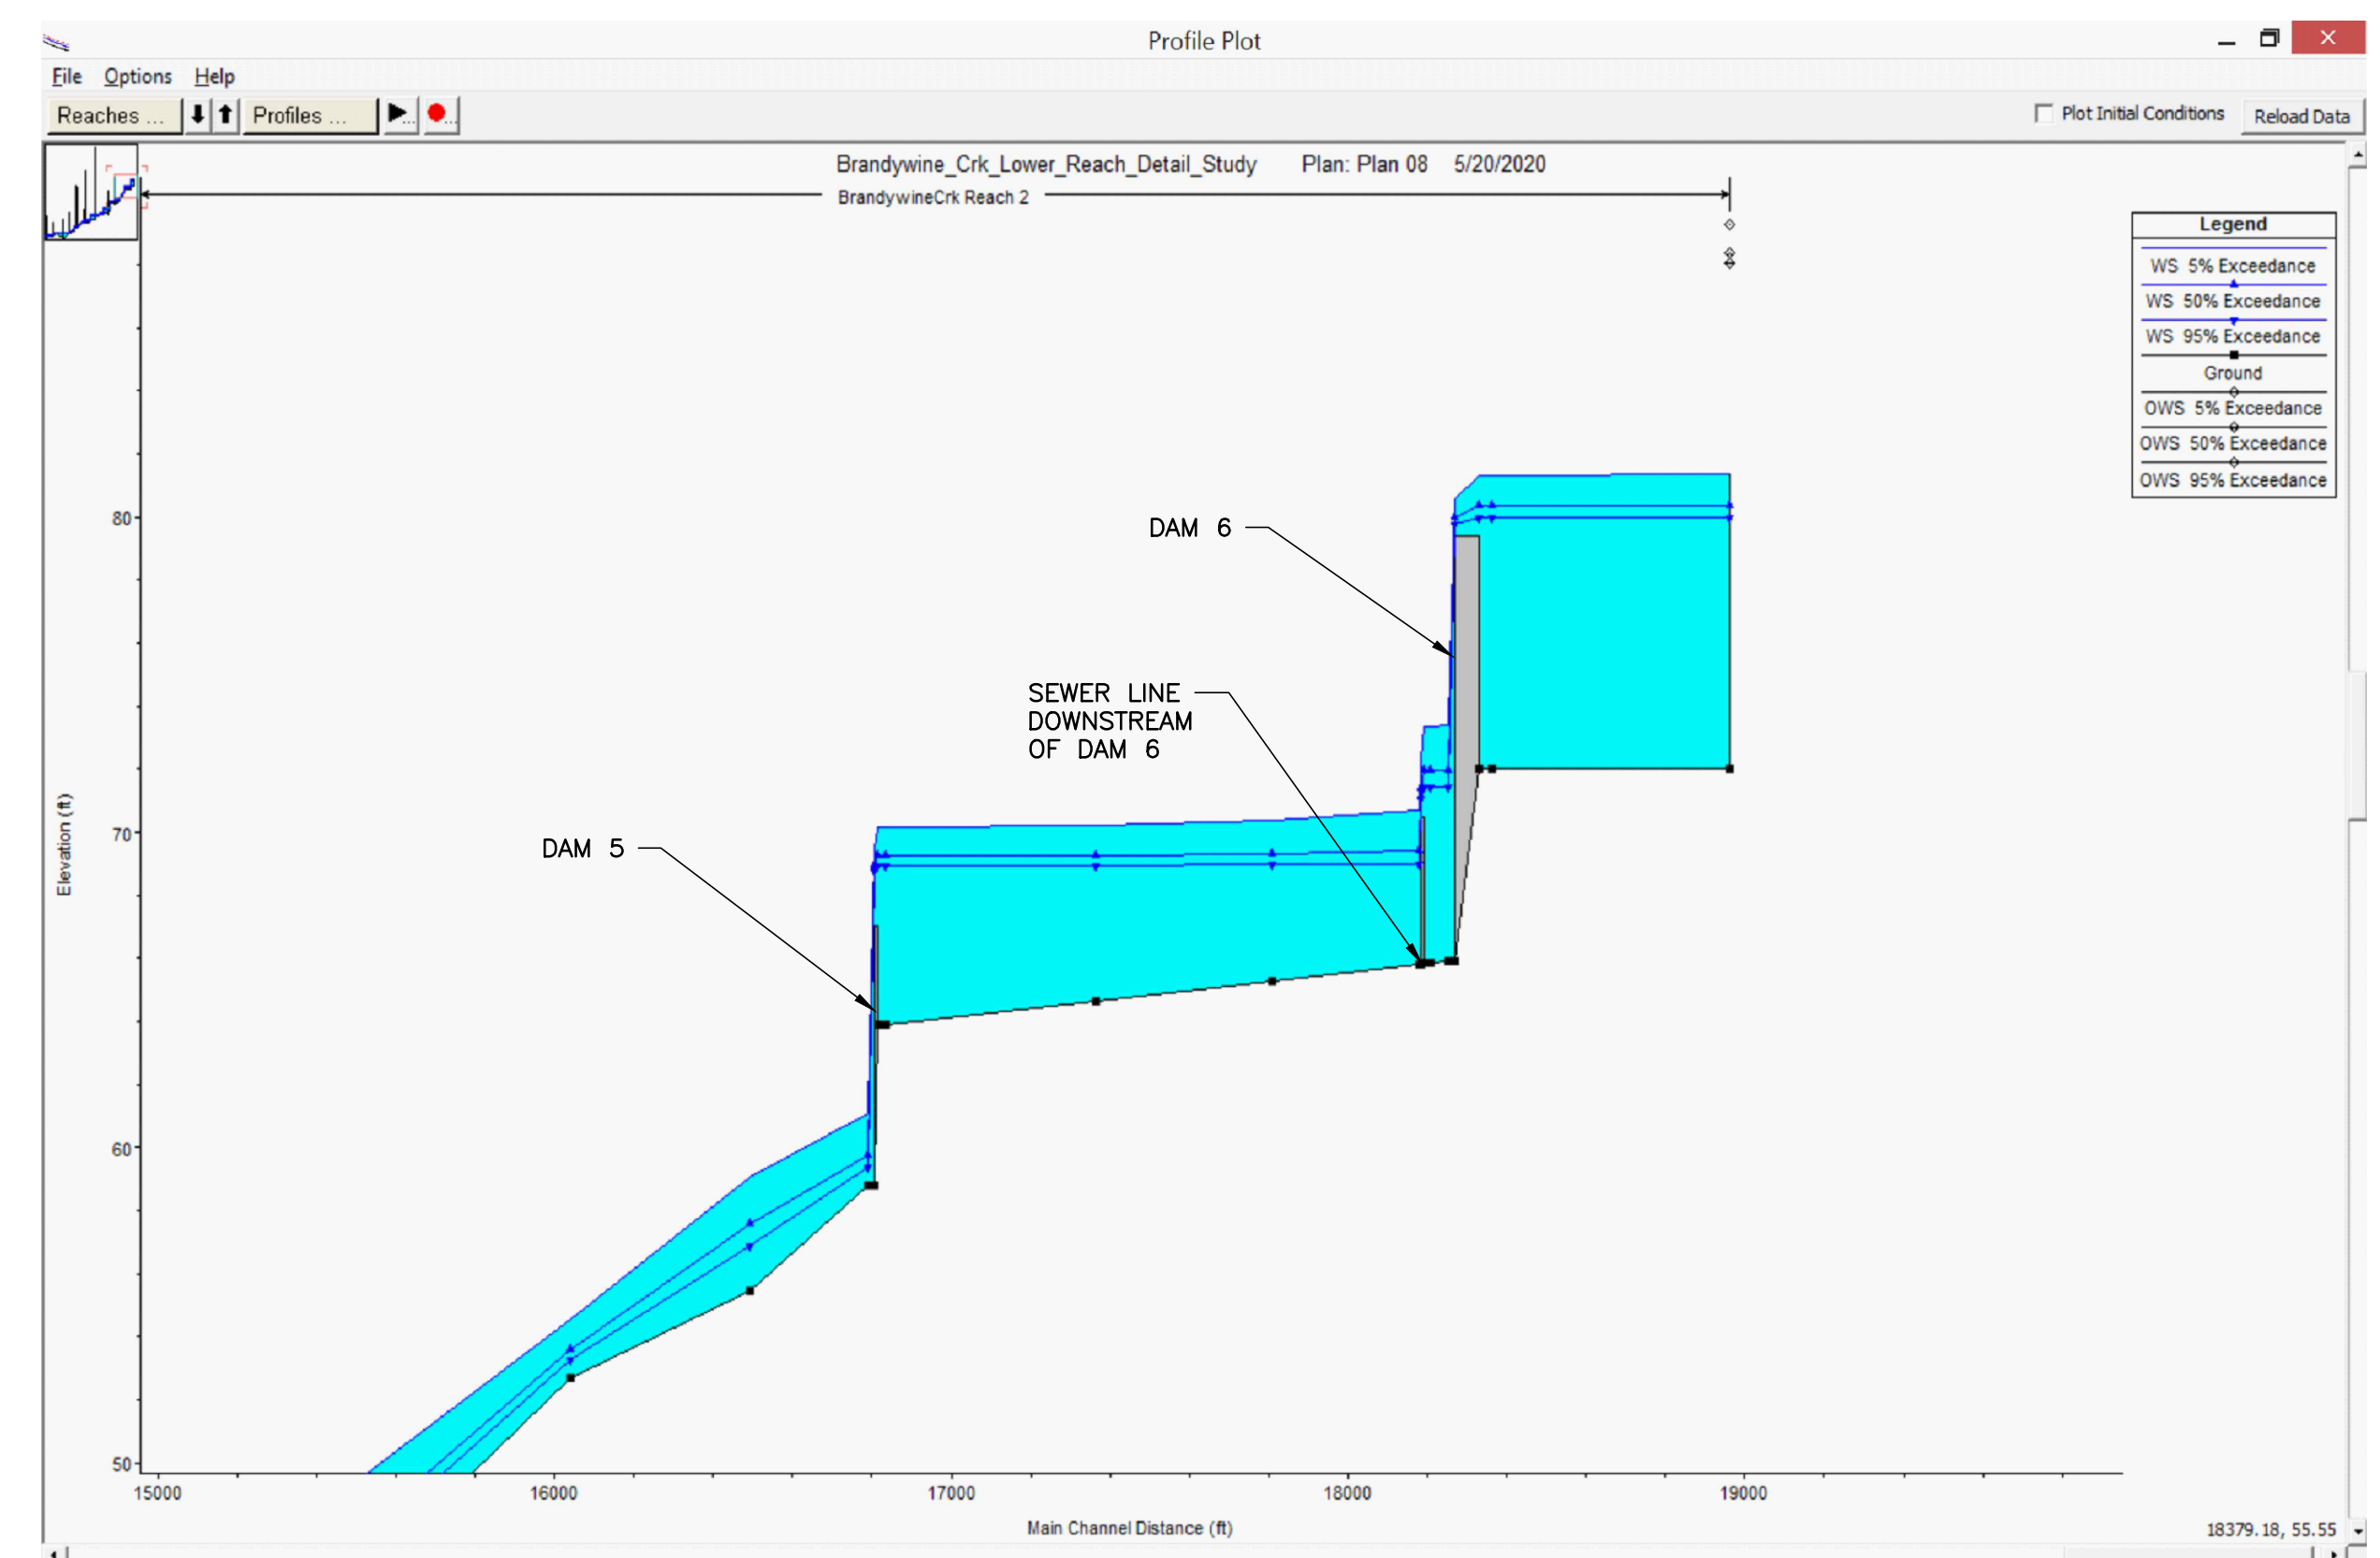 Profile Plot
File Options Help
Reaches ... Profiles ... Plot Initial Conditions Reload Data
Brandywine_Crk_Lower_Reach_Detail_Study Plan: Plan 08 5/20/2020
BrandywineCrk Reach 2
Legend
WS 5% Exceedance
WS 50% Exceedance
WS 95% Exceedance
Ground
OWS 5% Exceedance
OWS 50% Exceedance
OWS 95% Exceedance
80
DAM 6
SEWER LINE
DOWNSTREAM
OF DAM 6
70
DAM 5
Elevation (ft)
60
50
15000 16000 17000 18000 19000
Main Channel Distance (ft)
18379.18, 55.55